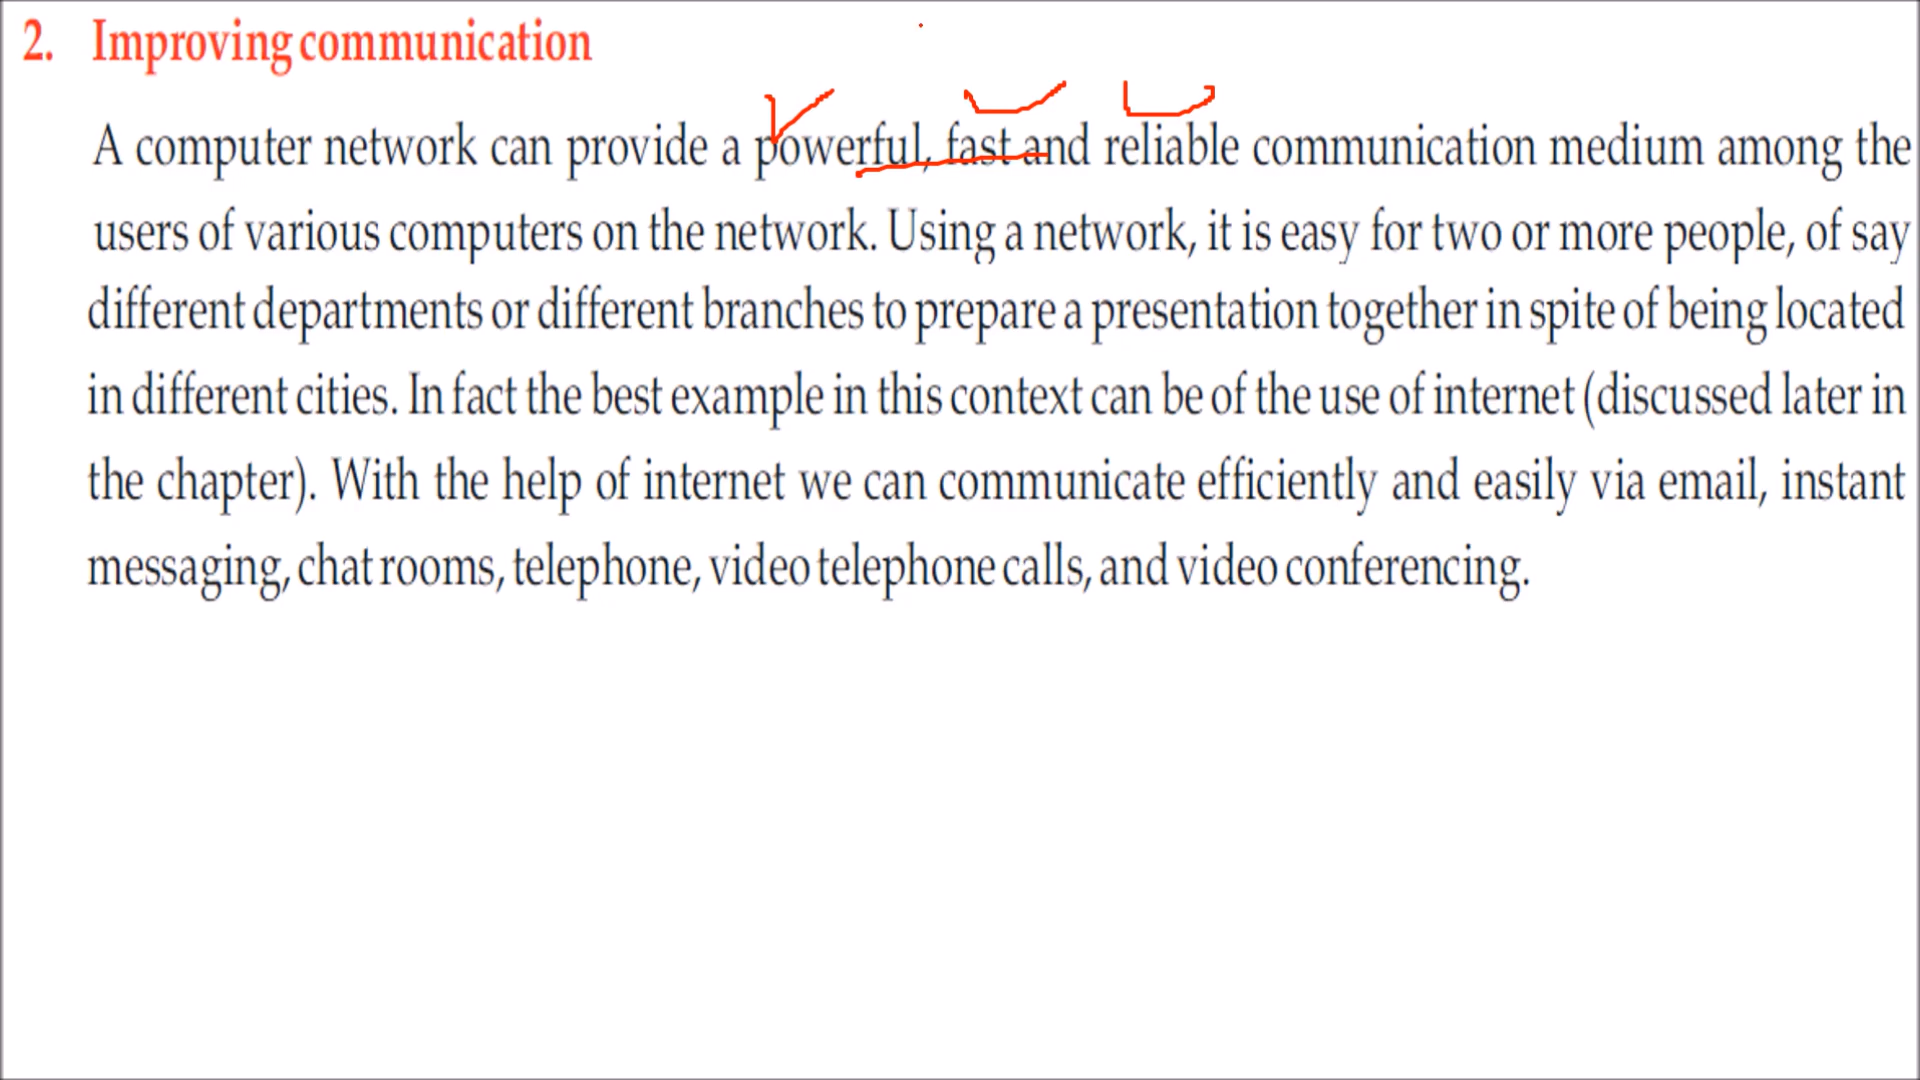 2. Improving communication
A computer network can provide a powerful, fast and reliable communication medium among the
users of various computers on the network. Using a network, it is easy for two or more people, of say
different departments or different branches to prepare a presentation together in spite of being located
in different cities. In fact the best example in this context can be of the use of internet (discussed later in
the chapter). With the help of internet we can communicate efficiently and easily via email, instant
messaging, chat rooms, telephone, video telephone calls, and video conferencing.